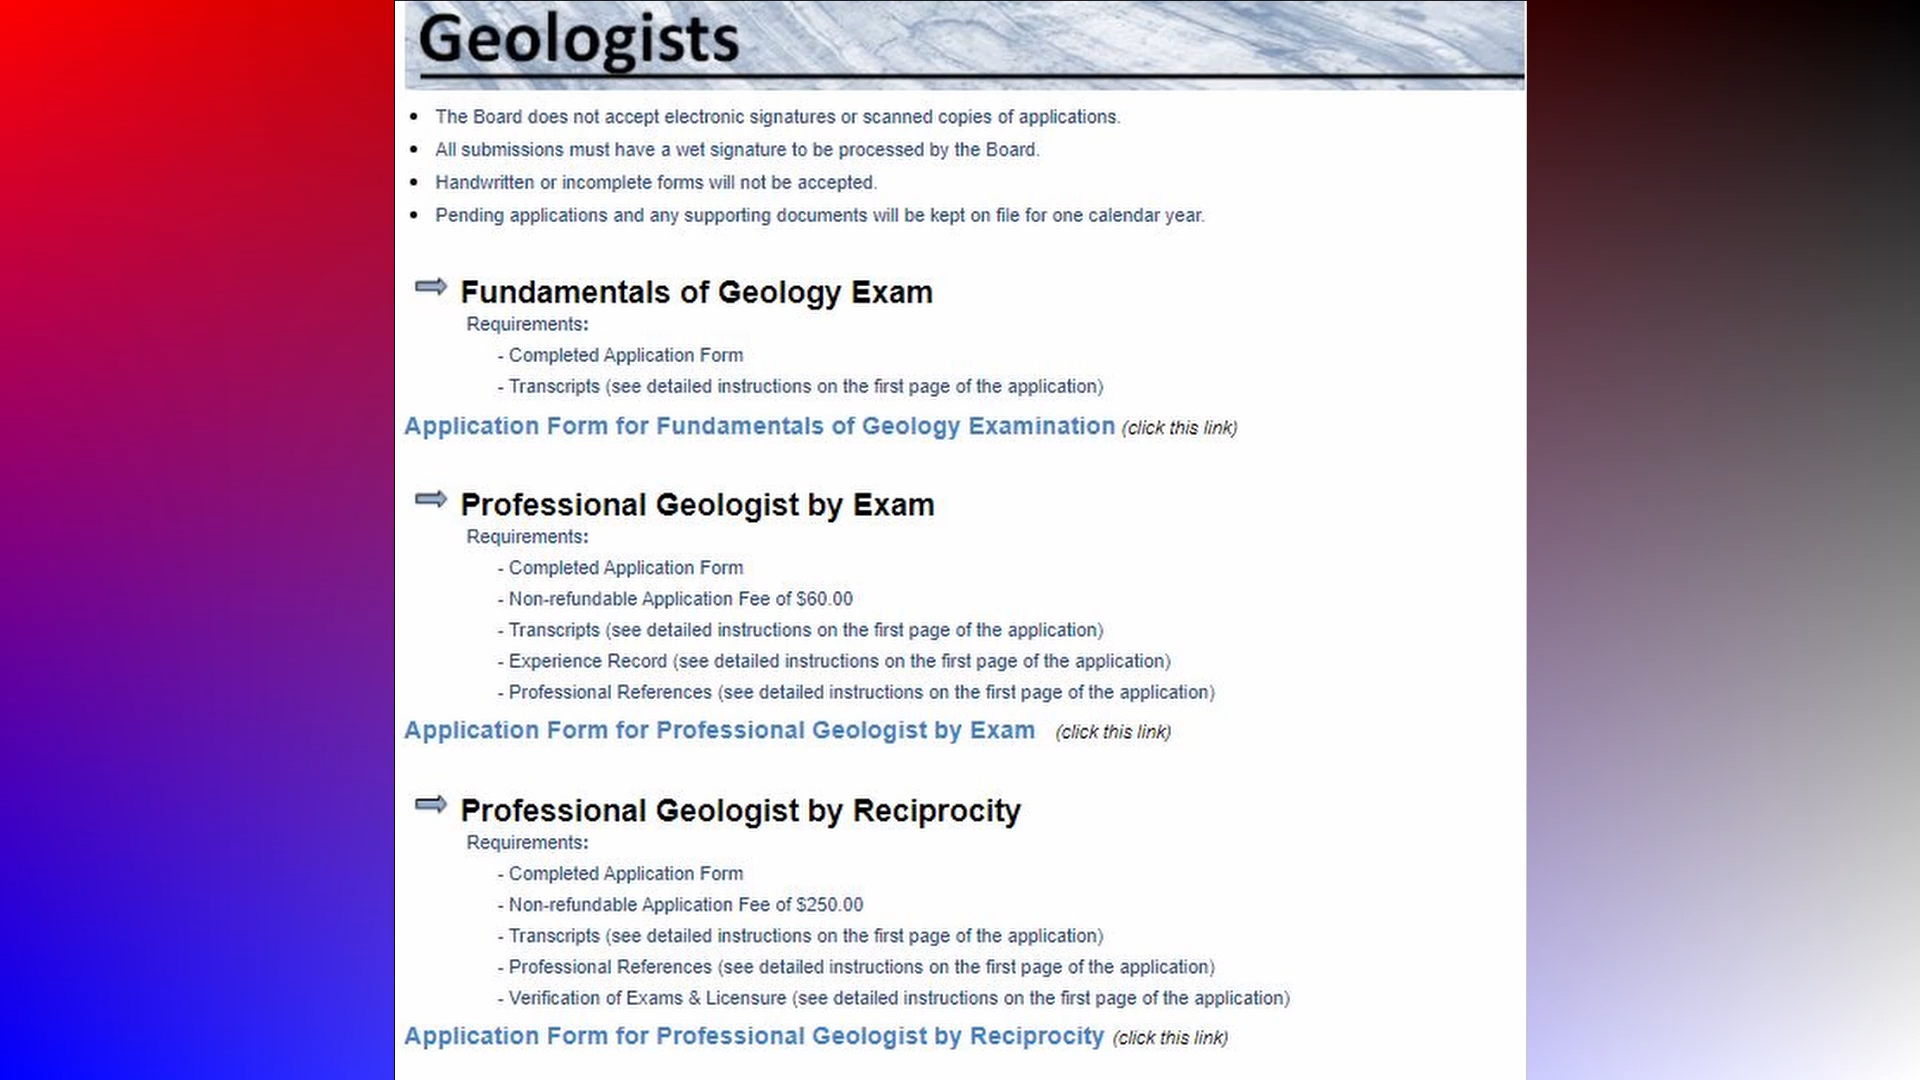 Geologists
• The Board does not accept electronic signatures or scanned copies of applications.
• All submissions must have a wet signature to be processed by the Board.
• Handwritten or incomplete forms will not be accepted.
• Pending applications and any supporting documents will be kept on file for one calendar year.
Fundamentals of Geology Exam
Requirements:
- Completed Application Form
- Transcripts (see detailed instructions on the first page of the application)
Application Form for Fundamentals of Geology Examination (click this link)
Professional Geologist by Exam
Requirements:
- Completed Application Form
- Non-refundable Application Fee of $60.00
- Transcripts (see detailed instructions on the first page of the application)
- Experience Record (see detailed instructions on the first page of the application)
- Professional References (see detailed instructions on the first page of the application)
Application Form for Professional Geologist by Exam (click this link)
Professional Geologist by Reciprocity
Requirements:
- Completed Application Form
- Non-refundable Application Fee of $250.00
- Transcripts (see detailed instructions on the first page of the application)
- Professional References (see detailed instructions on the first page of the application)
- Verification of Exams & Licensure (see detailed instructions on the first page of the application)
Application Form for Professional Geologist by Reciprocity (click this link)